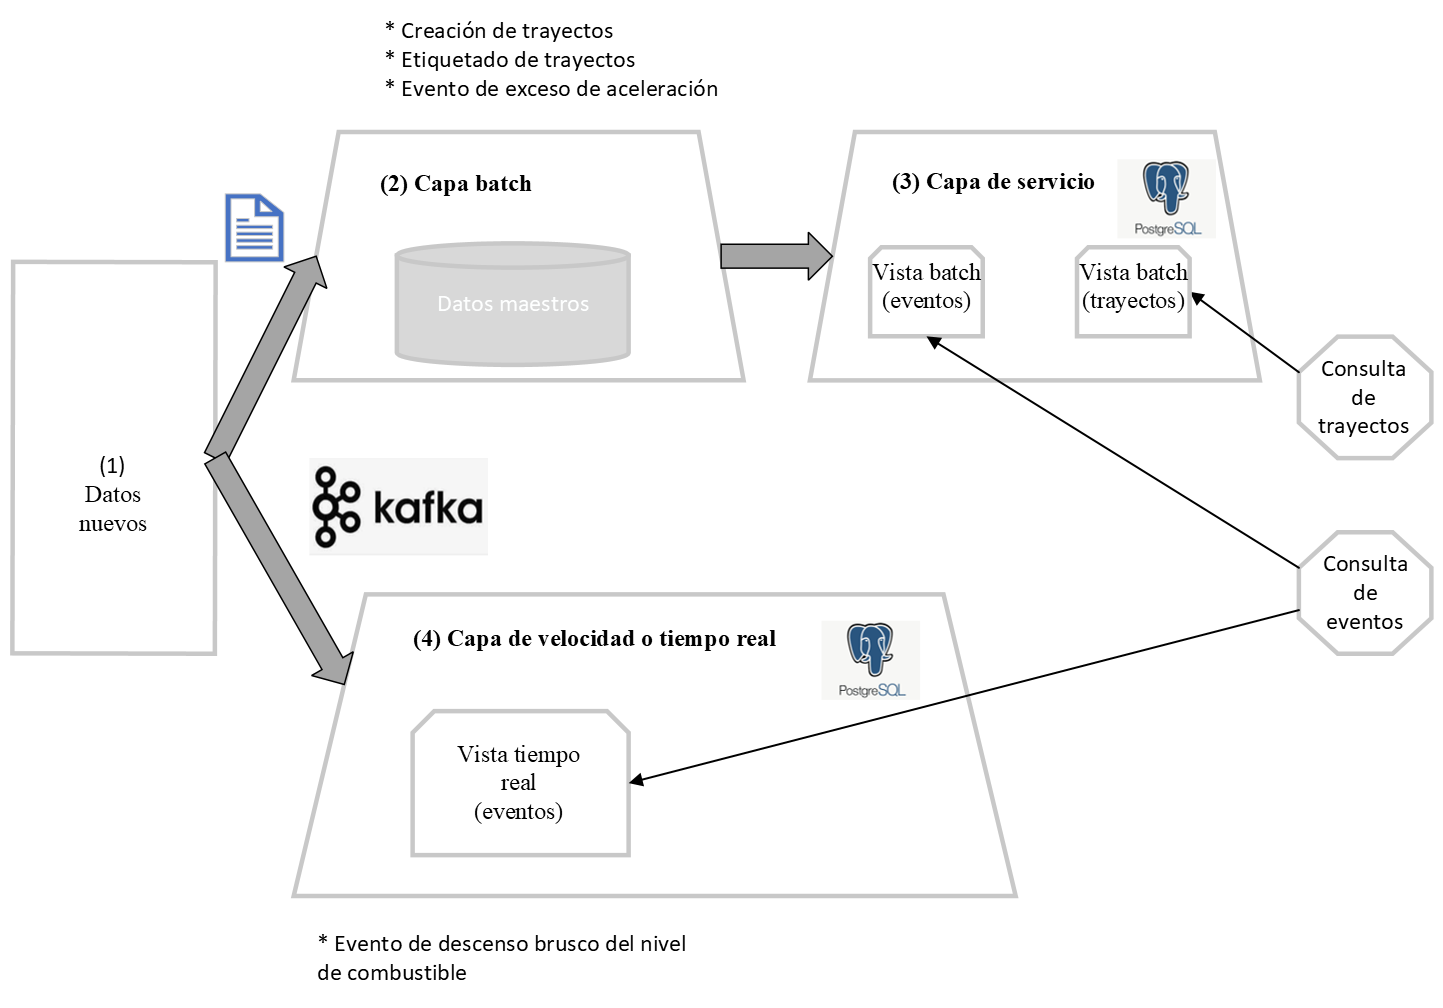 * Creación de trayectos
* Etiquetado de trayectos
* Evento de exceso de aceleración
(2) Capa batch
Datos maestros
(3) Capa de servicio
PostgreSQL
Vista batch
(eventos)
Vista batch
(trayectos)
Consulta
de
trayectos
(1)
Datos
nuevos
kafka
Consulta
de
eventos
(4) Capa de velocidad o tiempo real
PostgreSQL
Vista tiempo
real
(eventos)
* Evento de descenso brusco del nivel
de combustible